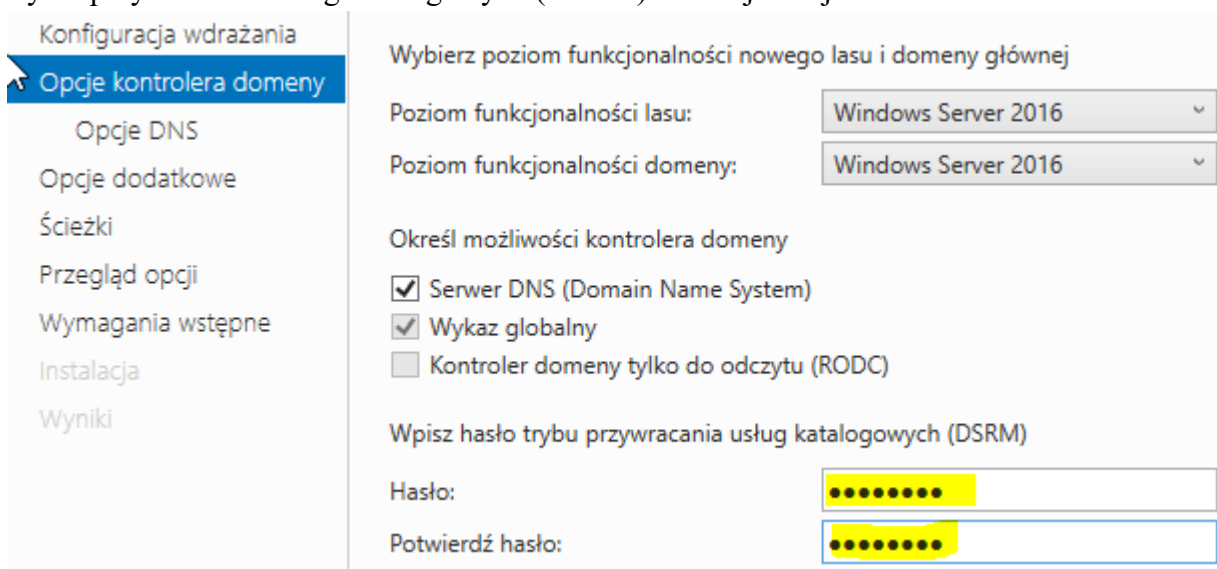 Konfiguracja wdrażania
Opcje kontrolera domeny
Opcje DNS
Opcje dodatkowe
Ścieżki
Przegląd opcji
Wymagania wstępne
Instalacja
Wyniki
Wybierz poziom funkcjonalności nowego lasu i domeny głównej
Poziom funkcjonalności lasu: Windows Server 2016
Poziom funkcjonalności domeny: Windows Server 2016
Określ możliwości kontrolera domeny
Serwer DNS (Domain Name System)
Wykaz globalny
Kontroler domeny tylko do odczytu (RODC)
Wpisz hasło trybu przywracania usług katalogowych (DSRM)
Hasło: ●●●●●●●●
Potwierdź hasło: ●●●●●●●●